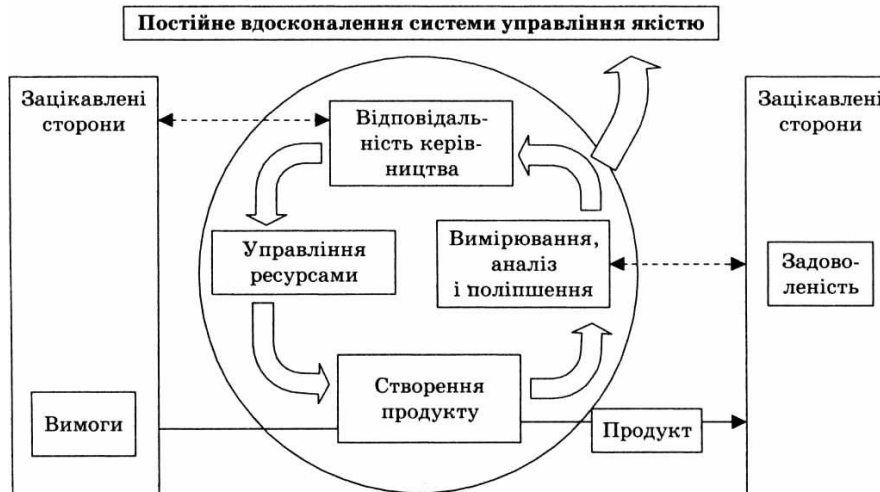 Постійне вдосконалення системи управління якістю
Зацікавлені
сторони
Відповідаль-
ність керів-
ництва
Зацікавлені
сторони
Управління
ресурсами
Вимірювання,
аналіз
і поліпшення
Задово-
леність
Створення
продукту
Вимоги
Продукт